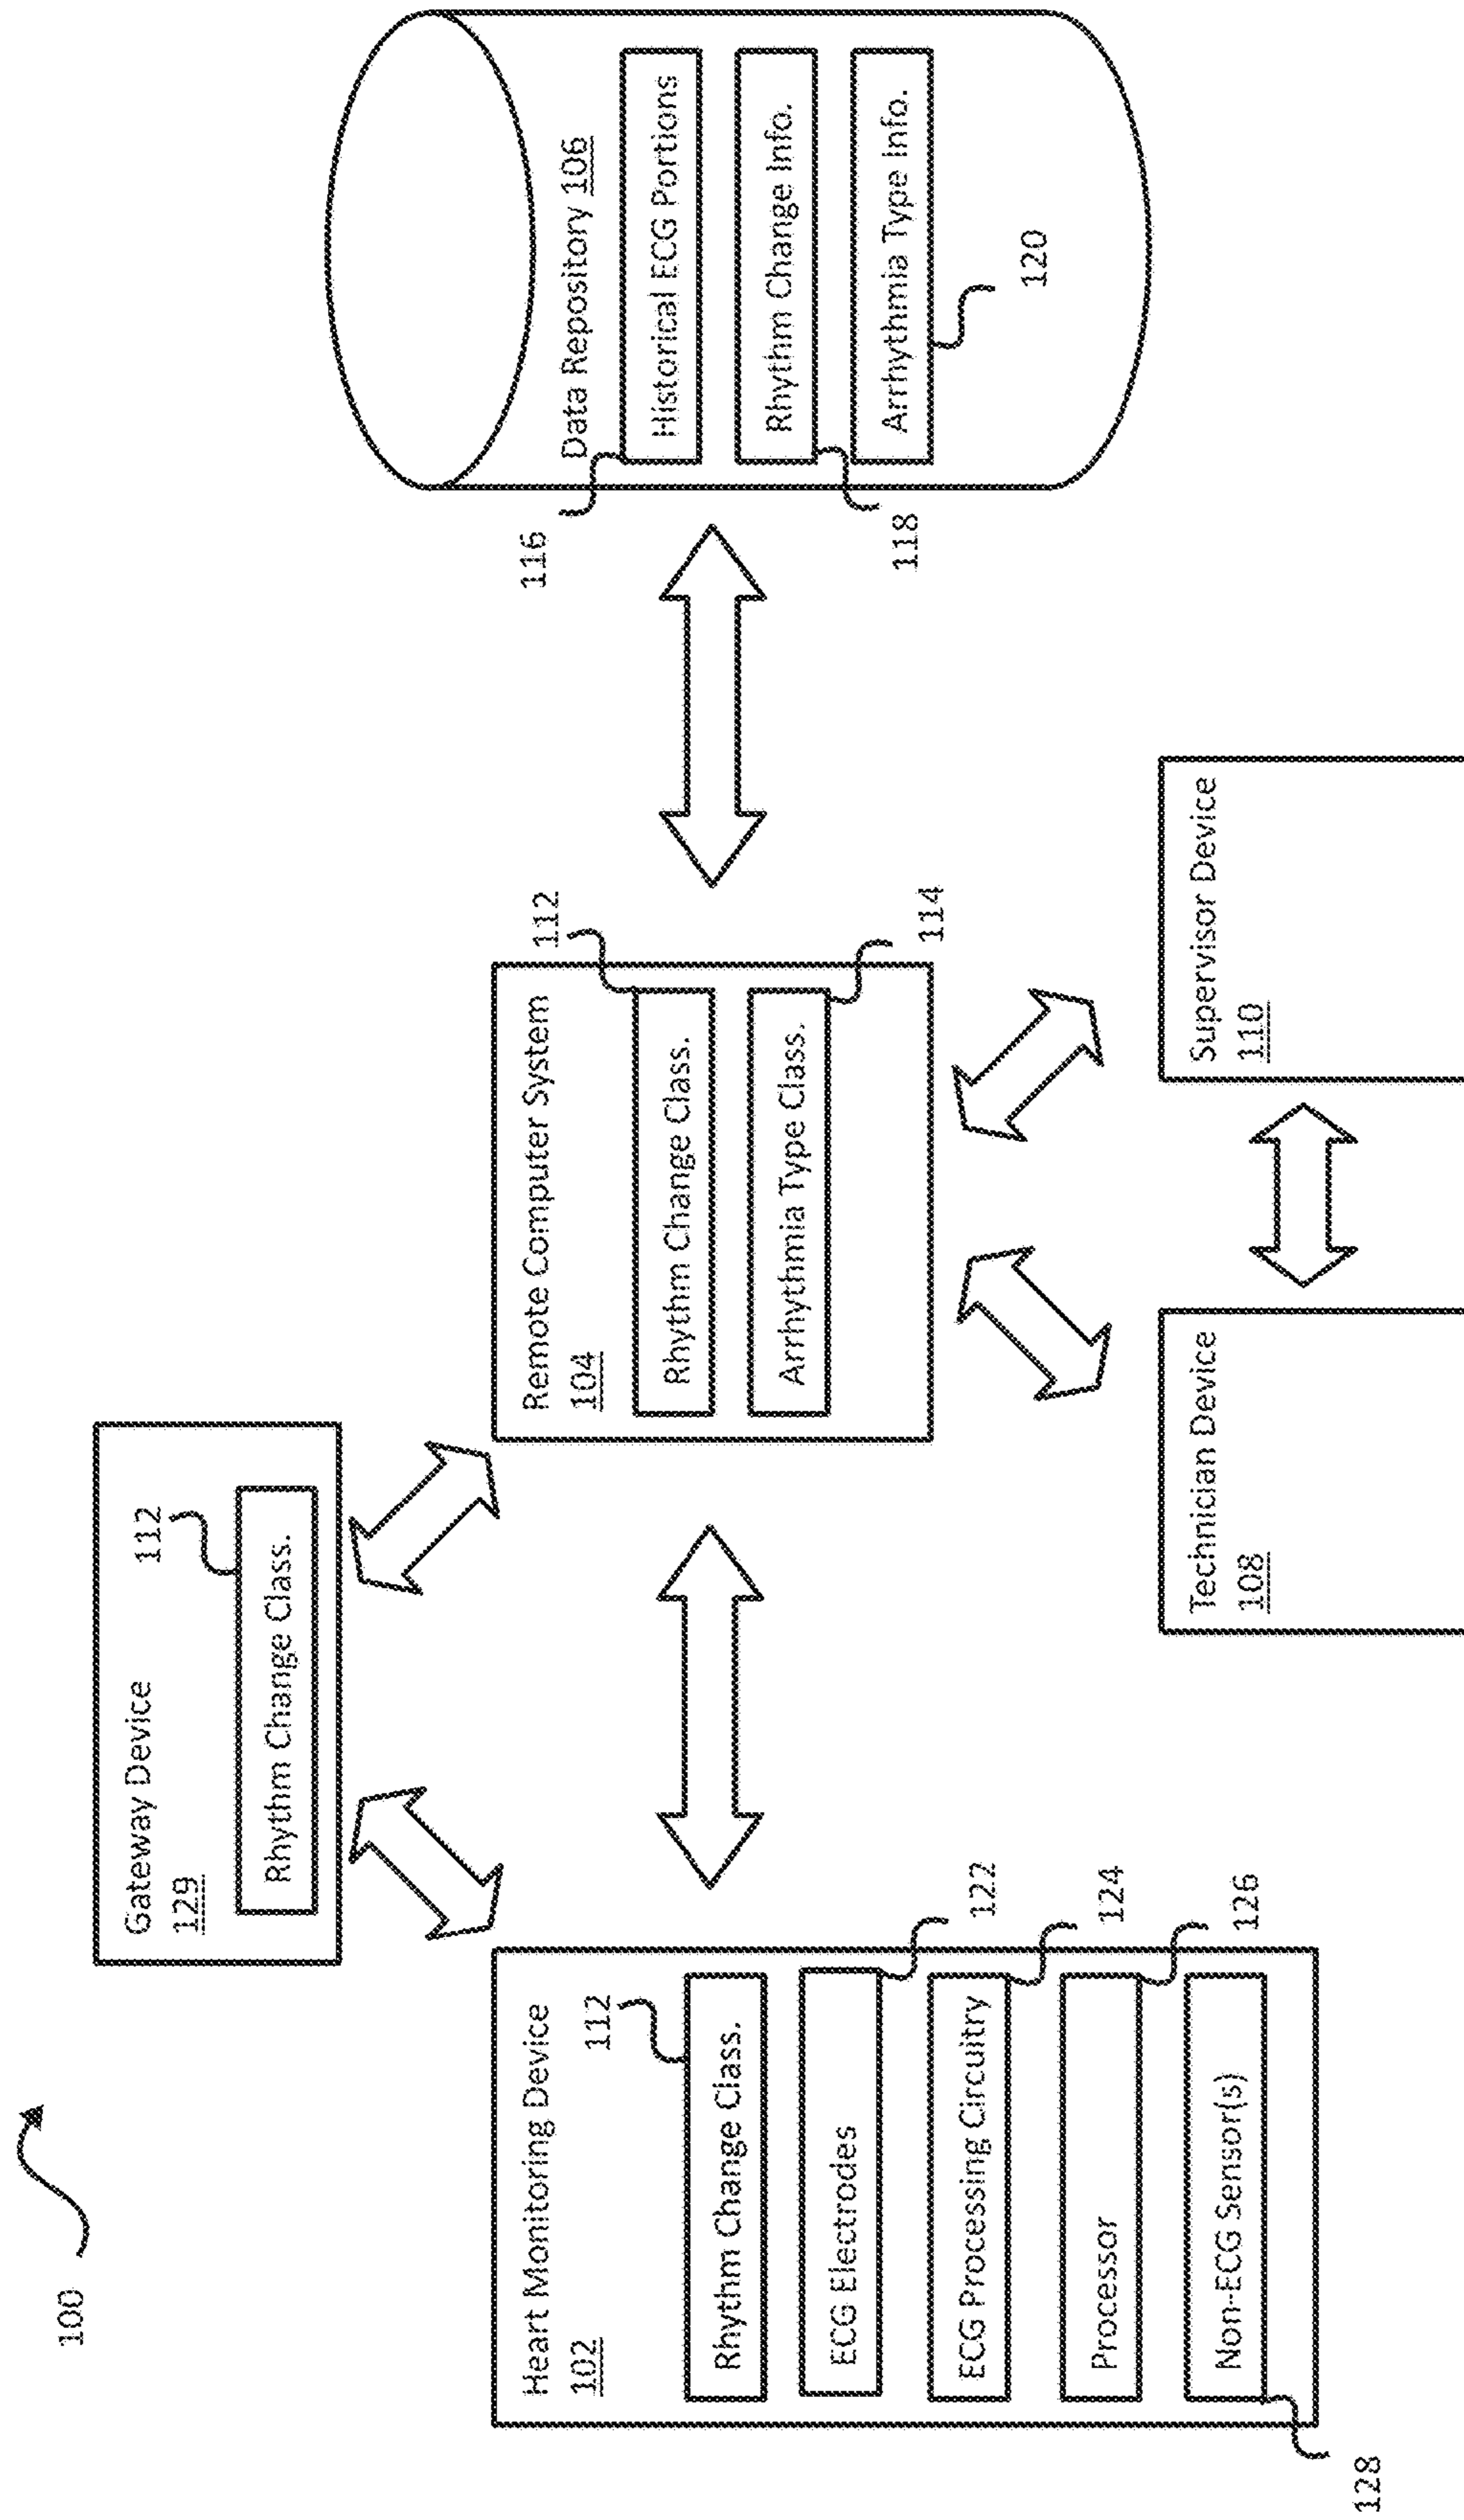 100
Gateway Device
129
112
Rhythm Change Class.
Heart Monitoring Device
102
112
Rhythm Change Class.
ECG Electrodes
122
ECG Processing Circuitry
124
Processor
126
Non-ECG Sensor(s)
128
Remote Computer System
104
112
Rhythm Change Class.
Arrhythmia Type Class.
114
Data Repository 106
116
Historical ECG Portions
Rhythm Change Info.
118
Arrhythmia Type Info.
120
Technician Device
108
Supervisor Device
110